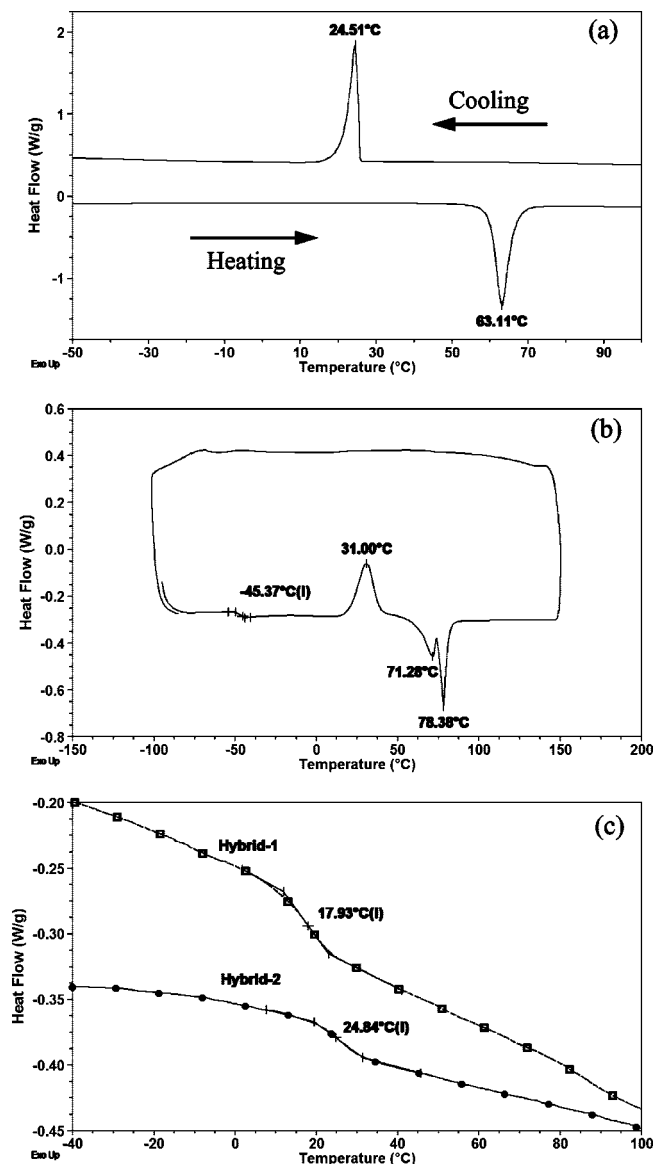 24.51°C
(a)
2
Cooling
1
Heat Flow (W/g)
0
Heating
-1
63.11°C
-50
-30
-10
10
30
50
70
90
Exo Up
Temperature (°C)
0.6
(b)
0.4
0.2
31.00°C
0.0
Heat Flow (W/g)
-45.37°C(I)
-0.2
-0.4
71.28°C
-0.6
78.38°C
-0.8
-150
-100
-50
0
50
100
150
200
Exo Up
Temperature (°C)
-0.20
(c)
Hybrid-1
-0.25
17.93°C(I)
-0.30
Heat Flow (W/g)
Hybrid-2
-0.35
24.84°C(I)
-0.40
-0.45
-40
-20
0
20
40
60
80
100
Exo Up
Temperature (°C)